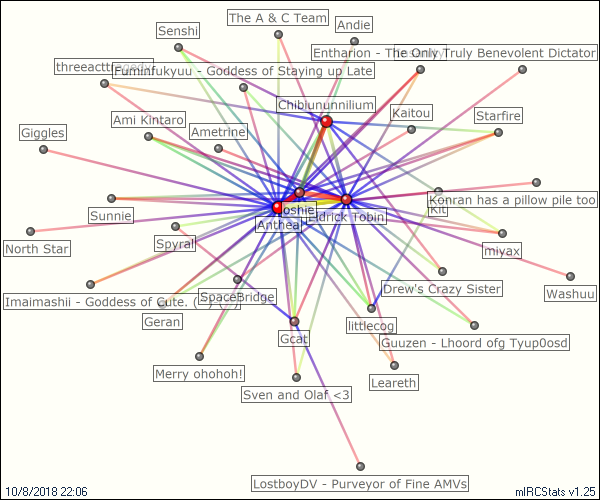 The A & C Team
Senshi
Andie
Entharion - The Only Truly Benevolent Dictator
threeacttragedy
Fuminfukyuu - Goddess of Staying up Late
Chibiununnilium
Kaitou
Starfire
Ami Kintaro
Ametrine
Giggles
Konran has a pillow pile too
Kit
Joshie
Eldrick Tobin
Anthea
Sunnie
North Star
Spyral
miyax
Drew's Crazy Sister
Washuu
Imaimashii - Goddess of Cute.
SpaceBridge
Geran
littlecog
Gcat
Guuzen - Lhoord ofg Tyup0osd
Merry ohohoh!
Sven and Olaf <3
Leareth
LostboyDV - Purveyor of Fine AMVs
10/8/2018 22:06
mIRCStats v1.25